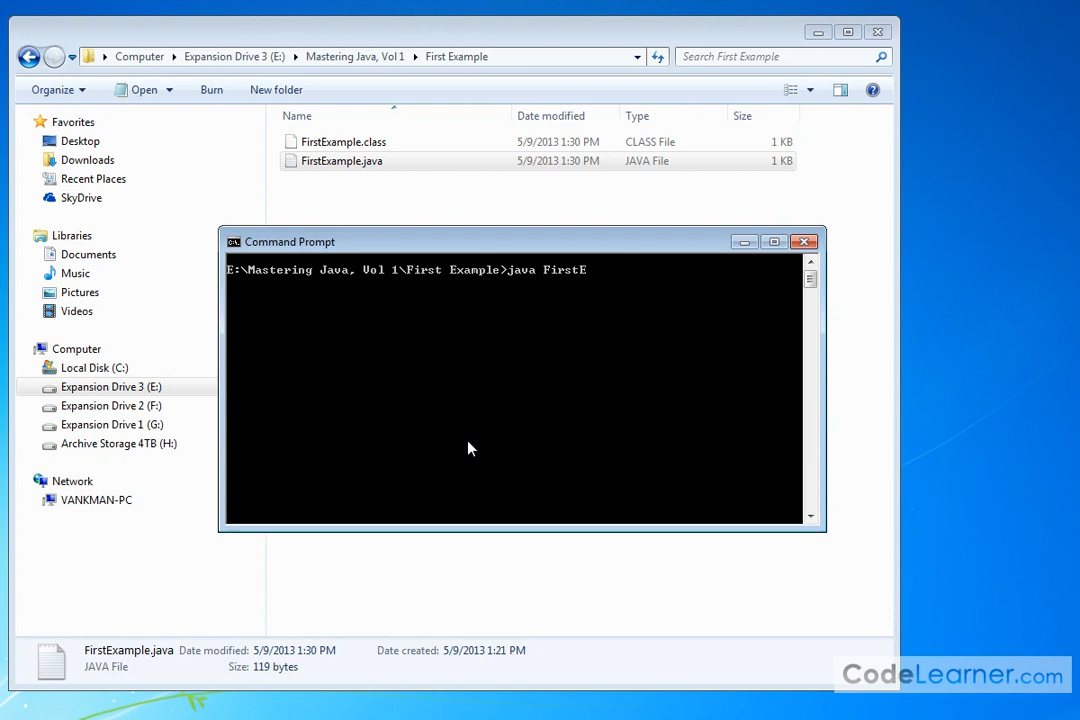 Computer
Expansion Drive 3 (E:)
Mastering Java, Vol 1
First Example
Search First Example
Organize
Open
Burn
New folder
Name
Date modified
Type
Size
FirstExample.class
5/9/2013 1:30 PM
CLASS File
1 KB
FirstExample.java
5/9/2013 1:30 PM
JAVA File
1 KB
Favorites
Desktop
Downloads
Recent Places
SkyDrive
Libraries
Documents
Music
Pictures
Videos
Computer
Local Disk (C:)
Expansion Drive 3 (E:)
Expansion Drive 2 (F:)
Expansion Drive 1 (G:)
Archive Storage 4TB (H:)
Network
VANKMAN-PC
C:\
Command Prompt
E:\Mastering Java, Vol 1\First Example>java FirstE
FirstExample.java Date modified: 5/9/2013 1:30 PM Date created: 5/9/2013 1:21 PM
JAVA File Size: 119 bytes
CodeLearner.com